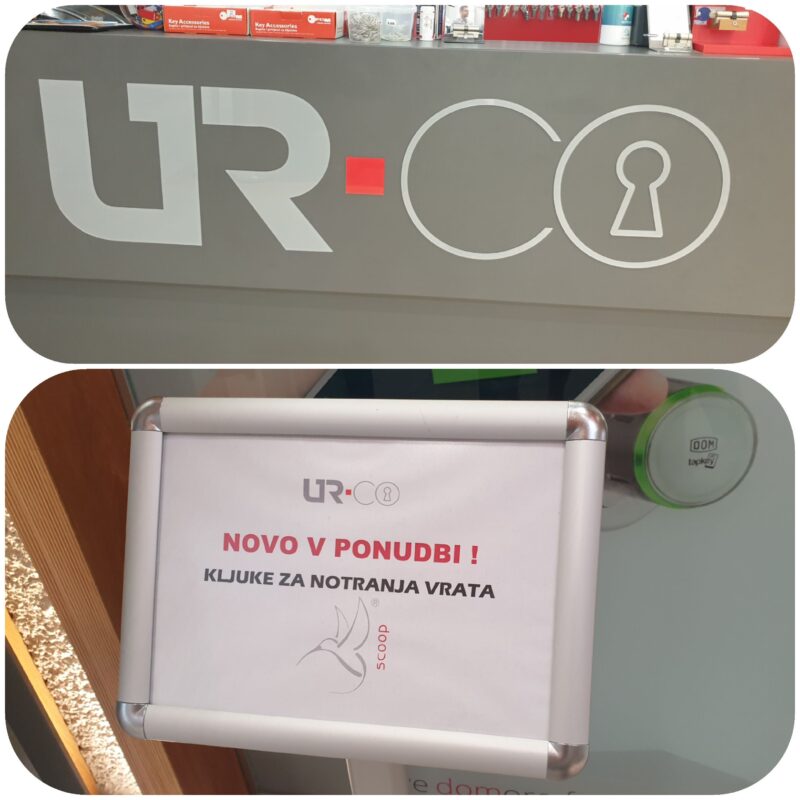 Key Accessories
Key Accessories
UR·CO
DOM
tapkey
UR·CO
NOVO V PONUDBI !
KLJUKE ZA NOTRANJA VRATA
scoop®